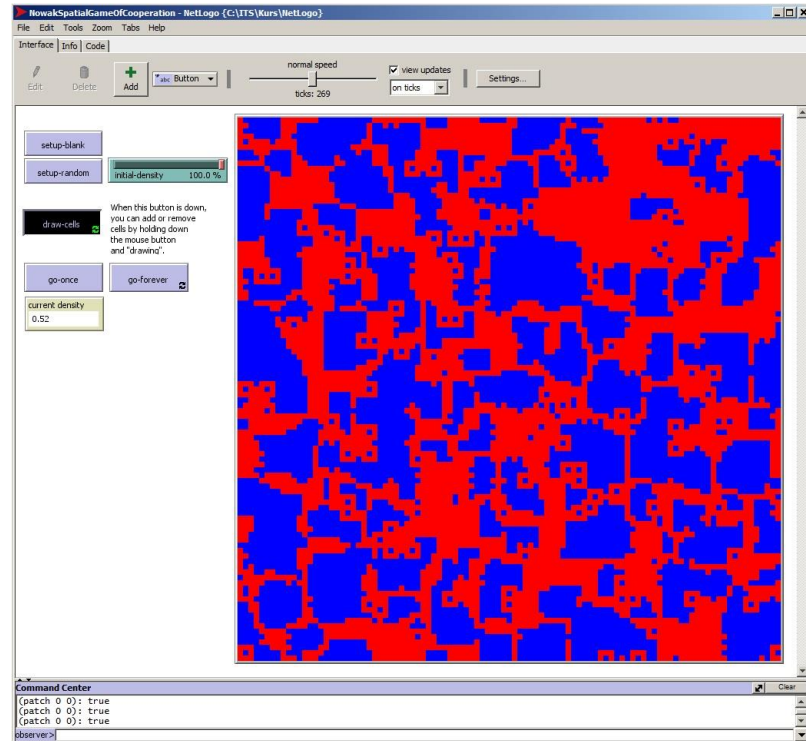 NowakSpatialGameOfCooperation - NetLogo {C:\ITS\Kurs\NetLogo}
File Edit Tools Zoom Tabs Help
Interface Info Code
Edit Delete Add abc Button normal speed view updates Settings...
ticks: 269 on ticks
setup-blank
setup-random initial-density 100.0 %
When this button is down,
you can add or remove
cells by holding down
the mouse button
and "drawing".
draw-cells
go-once go-forever
current density
0.52
Command Center Clear
(patch 0 0): true
(patch 0 0): true
(patch 0 0): true
observer>